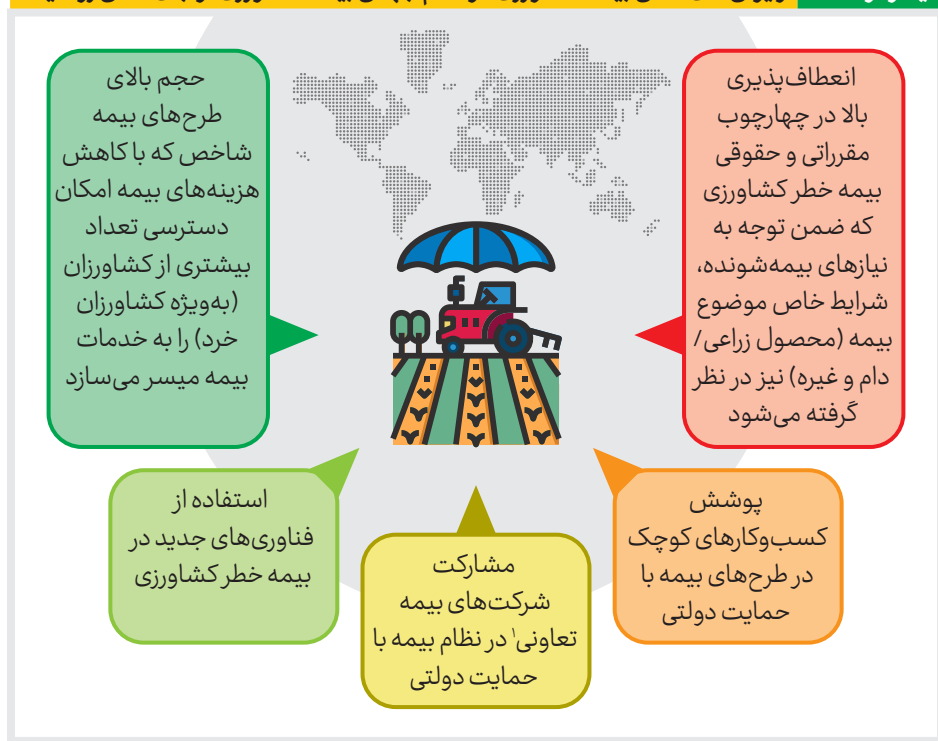 انعطاف‌پذیری
بالا در چهارچوب
مقرراتی و حقوقی
بیمه خطر کشاورزی
که ضمن توجه به
نیازهای بیمه‌شونده،
شرایط خاص موضوع
بیمه (محصول زراعی/
دام و غیره) نیز در نظر
گرفته می‌شود
حجم بالای
طرح‌های بیمه
شاخص که با کاهش
هزینه‌های بیمه امکان
دسترسی تعداد
بیشتری از کشاورزان
(به‌ویژه کشاورزان
خرد) را به خدمات
بیمه میسر می‌سازد
پوشش
کسب‌وکارهای کوچک
در طرح‌های بیمه با
حمایت دولتی
مشارکت
شرکت‌های بیمه
تعاونی۱ در نظام بیمه با
حمایت دولتی
استفاده از
فناوری‌های جدید در
بیمه خطر کشاورزی